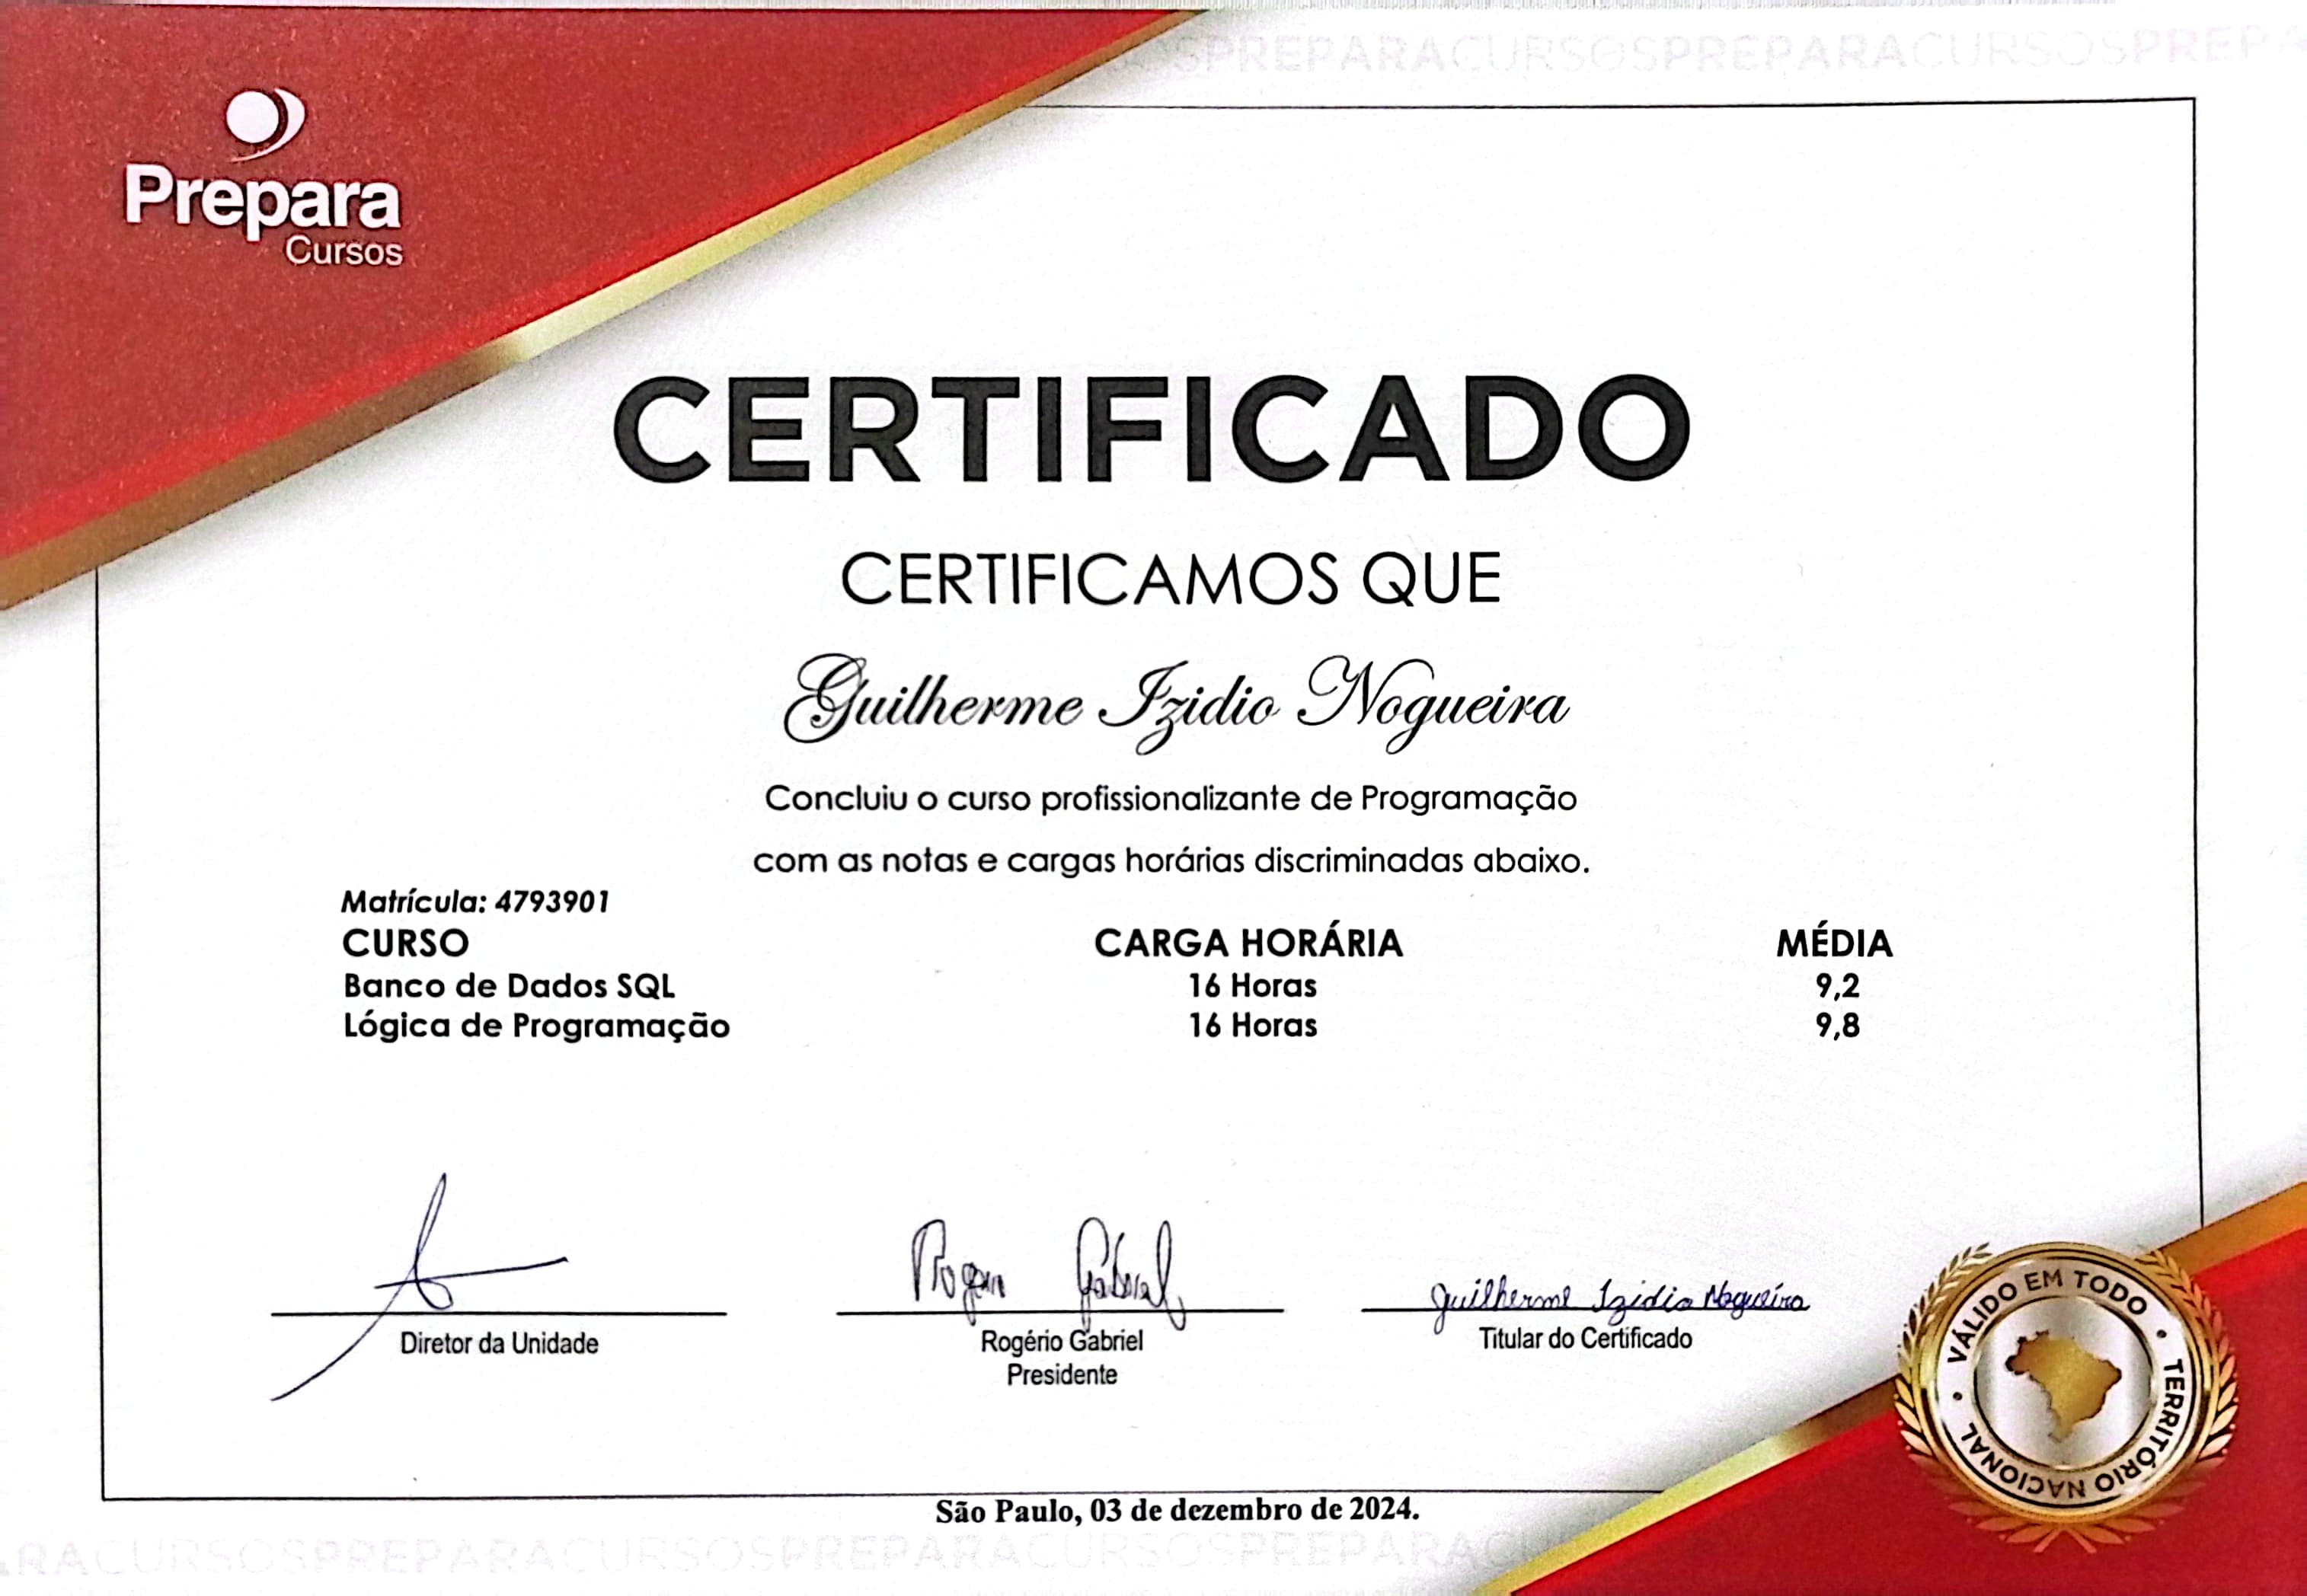 SPREPARACURSOSPREPARACURSOSPREPA
Prepara
Cursos
CERTIFICADO
CERTIFICAMOS QUE
Guilherme Izidio Nogueira
Concluiu o curso profissionalizante de Programação
com as notas e cargas horárias discriminadas abaixo.
Matrícula: 4793901
CURSO CARGA HORÁRIA MÉDIA
Banco de Dados SQL 16 Horas 9,2
Lógica de Programação 16 Horas 9,8
Rogério Gabriel Guilherme Izidio Nogueira
Diretor da Unidade Rogério Gabriel Titular do Certificado
Presidente
VÁLIDO EM TODO • TERRITÓRIO NACIONAL •
São Paulo, 03 de dezembro de 2024.
ARACURSOSPREPARACURSOSPREPARACURSOSPREPARACU